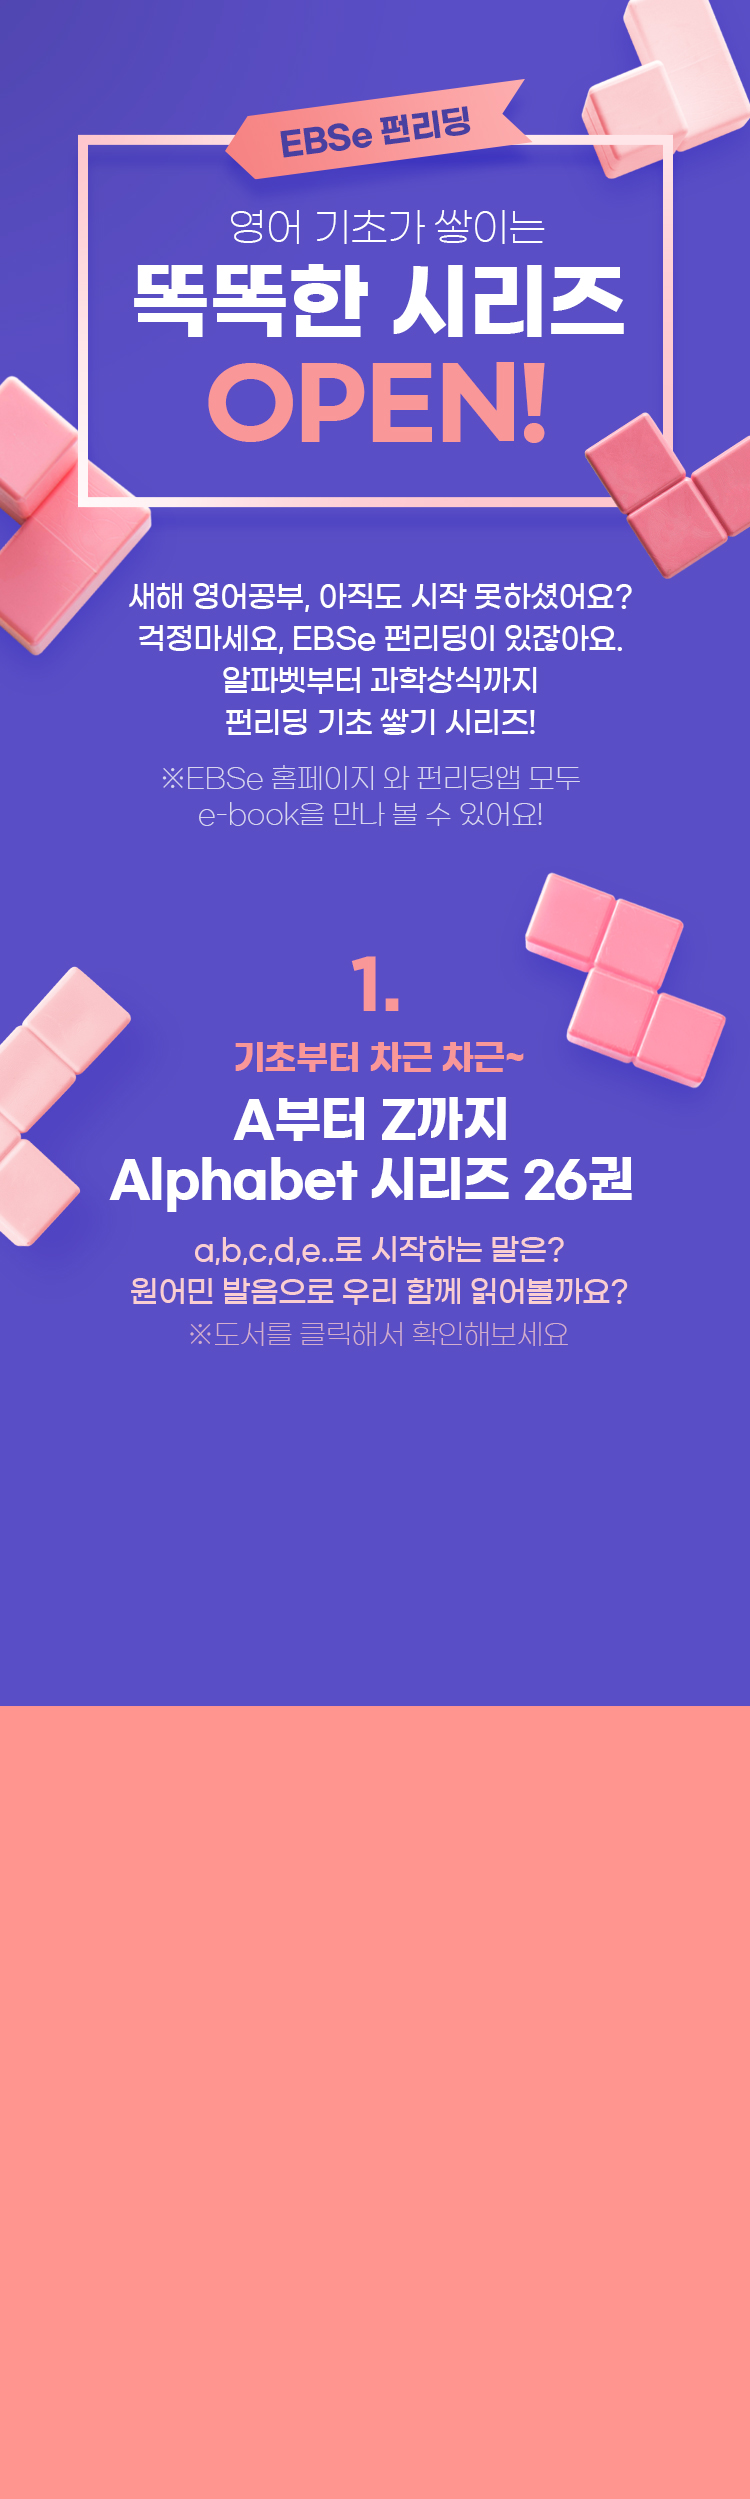 EBSe 펀리딩
영어 기초가 쌓이는
똑똑한 시리즈
OPEN!
새해 영어공부, 아직도 시작 못하셨어요?
걱정마세요, EBSe 펀리딩이 있잖아요.
알파벳부터 과학상식까지
펀리딩 기초 쌓기 시리즈!
※EBSe 홈페이지 와 펀리딩앱 모두
e-book을 만나 볼 수 있어요!
1.
기초부터 차근 차근~
A부터 Z까지
Alphabet 시리즈 26권
a,b,c,d,e..로 시작하는 말은?
원어민 발음으로 우리 함께 읽어볼까요?
※도서를 클릭해서 확인해보세요